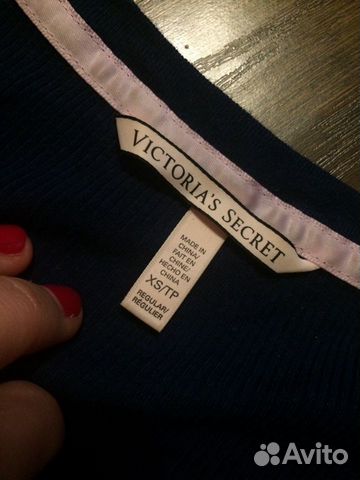 VICTORIA'S SECRET
MADE IN
CHINA/
FAIT EN
CHINE/
HECHO EN
CHINA
XS/TP
REGULAR/
RÉGULIER
Avito